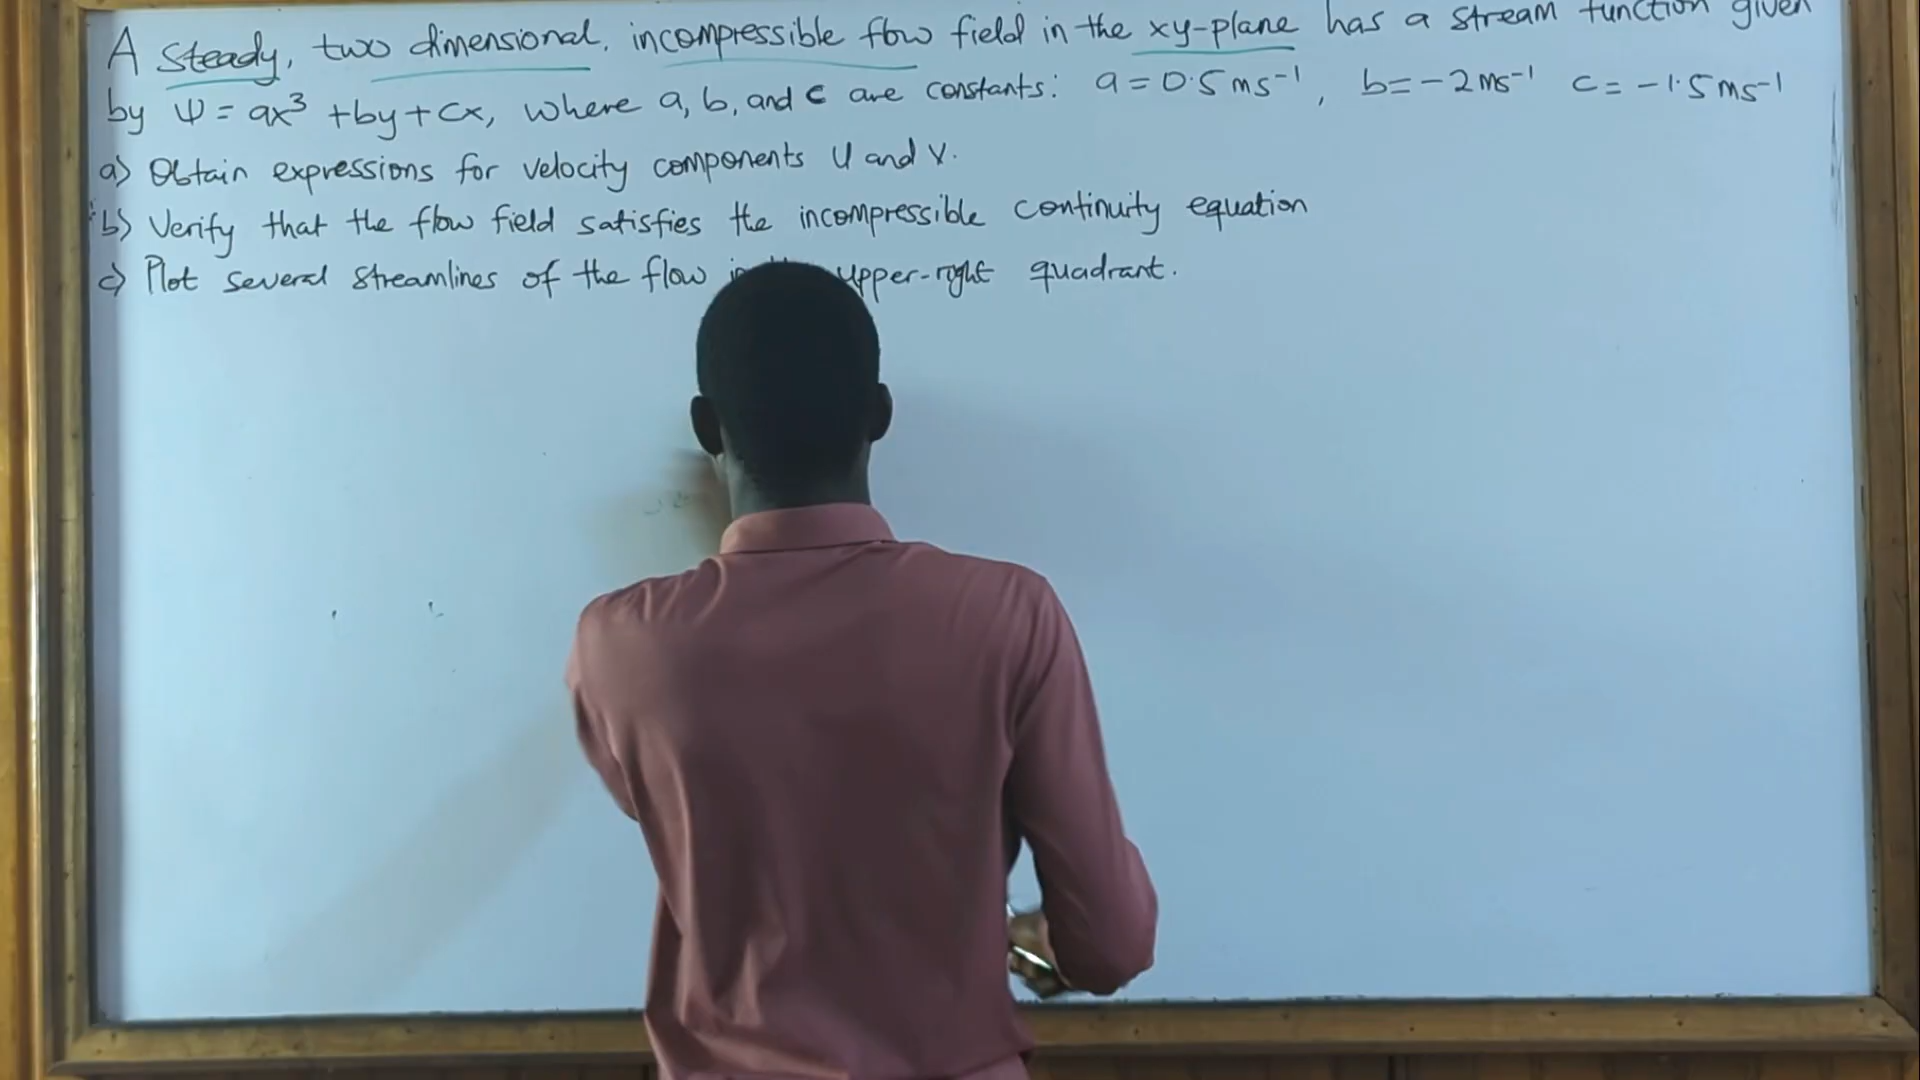 A steady, two dimensional, incompressible flow field in the xy-plane has a stream function given
by ψ = ax³ + by + cx, where a, b, and c are constants: a = 0.5 ms⁻¹, b = -2 ms⁻¹ c = -1.5 ms⁻¹
a) Obtain expressions for velocity components U and V.
b) Verify that the flow field satisfies the incompressible continuity equation
c) Plot several streamlines of the flow upper-right quadrant.